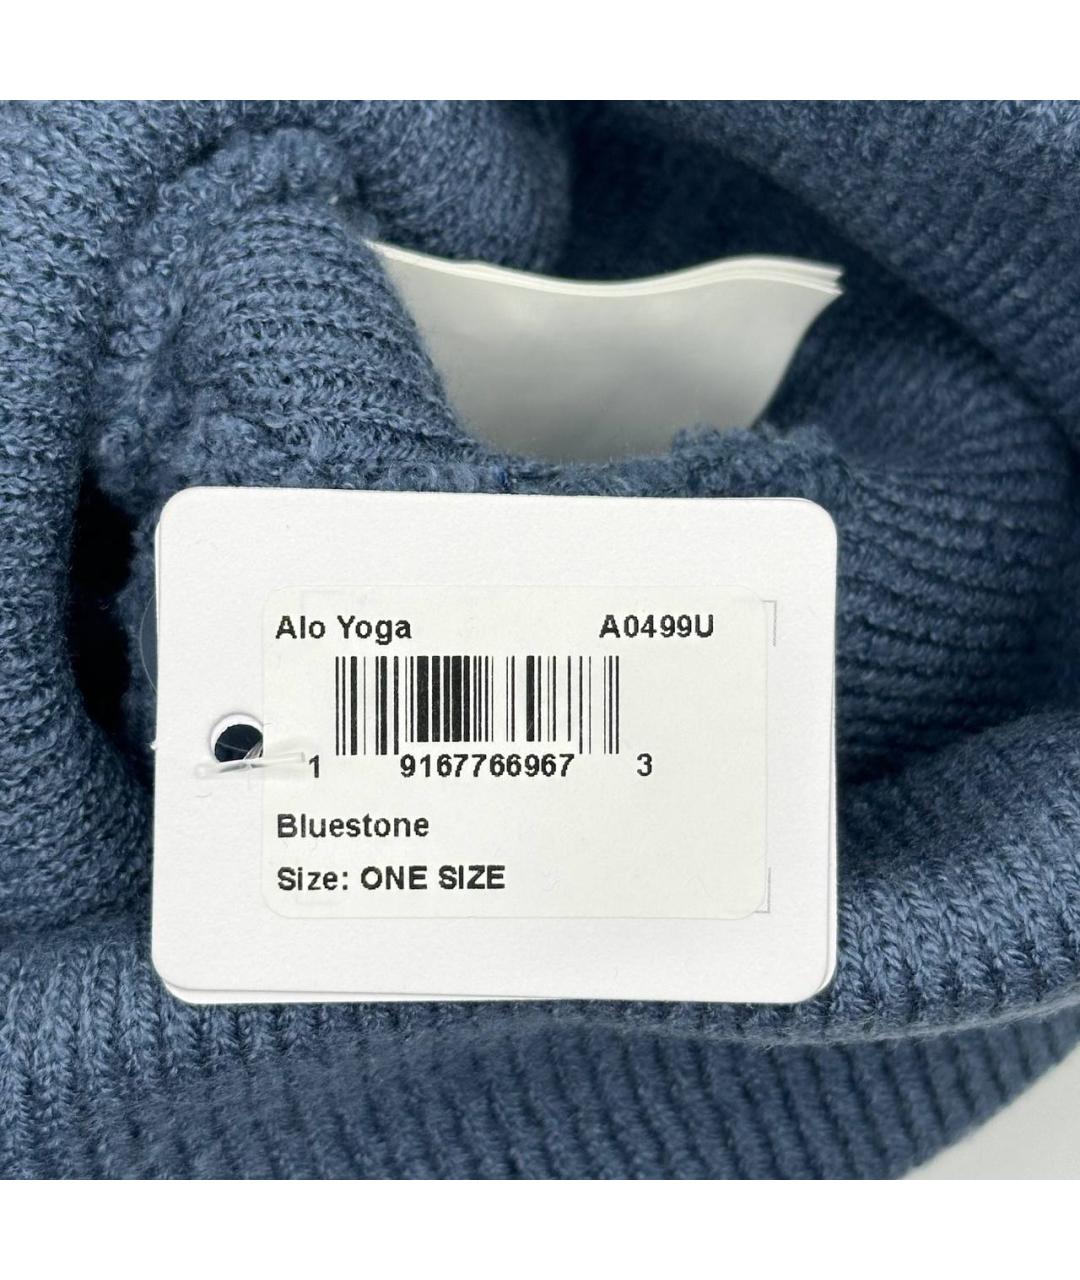 Alo Yoga A0499U
1 9167766967 3
Bluestone
Size: ONE SIZE